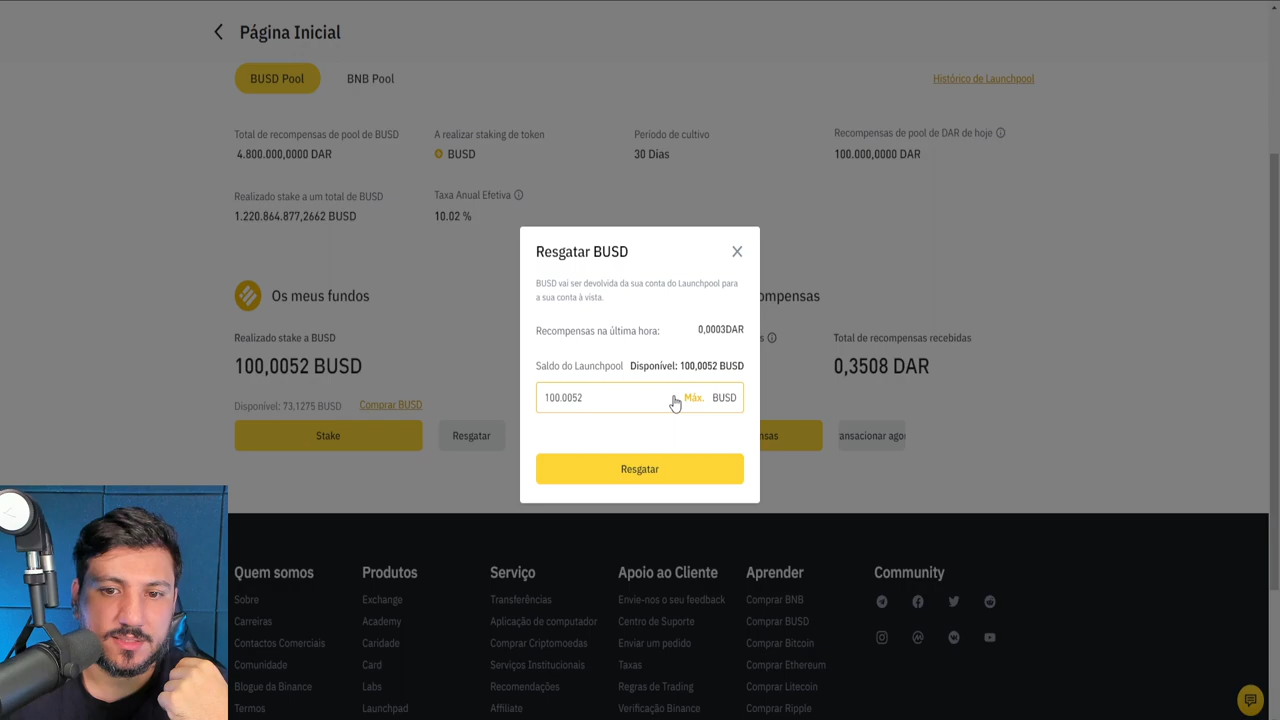 Página Inicial
BUSD Pool
BNB Pool
Histórico de Launchpool
Total de recompensas de pool de BUSD
A realizar staking de token
Período de cultivo
Recompensas de pool de DAR de hoje
4.800.000,0000 DAR
BUSD
30 Dias
100.000,0000 DAR
Realizado stake a um total de BUSD
Taxa Anual Efetiva
1.220.864.877,2662 BUSD
10.02 %
Resgatar BUSD
BUSD vai ser devolvida da sua conta do Launchpool para
a sua conta à vista.
Recompensas na última hora:
0,0003DAR
Saldo do Launchpool
Disponível: 100,0052 BUSD
100.0052
Máx.
BUSD
Resgatar
Os meus fundos
Realizado stake a BUSD
Total de recompensas recebidas
100,0052 BUSD
0,3508 DAR
Disponível: 73,1275 BUSD
Comprar BUSD
Stake
Resgatar
Quem somos
Produtos
Serviço
Apoio ao Cliente
Aprender
Community
Sobre
Exchange
Transferências
Envie-nos o seu feedback
Comprar BNB
Carreiras
Academy
Aplicação de computador
Centro de Suporte
Comprar BUSD
Contactos Comerciais
Caridade
Comprar Criptomoedas
Enviar um pedido
Comprar Bitcoin
Comunidade
Card
Serviços Institucionais
Taxas
Comprar Ethereum
Blogue da Binance
Labs
Recomendações
Regras de Trading
Comprar Litecoin
Termos
Launchpad
Affiliate
Verificação Binance
Comprar Ripple